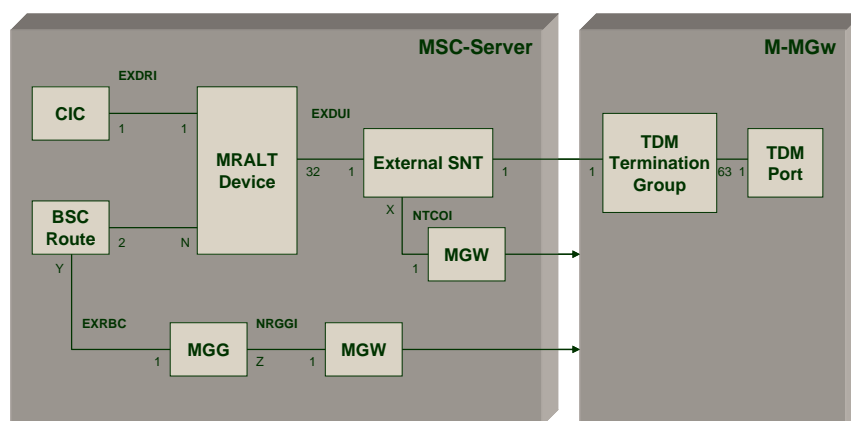 MSC-Server
M-MGw
EXDRI
CIC
1
1
MRALT
Device
EXDUI
32
1
External SNT
1
1
TDM
Termination
Group
63
1
TDM
Port
BSC
Route
2
N
X
NTCOI
1
MGW
Y
EXRBC
1
MGG
NRGGI
Z
1
MGW